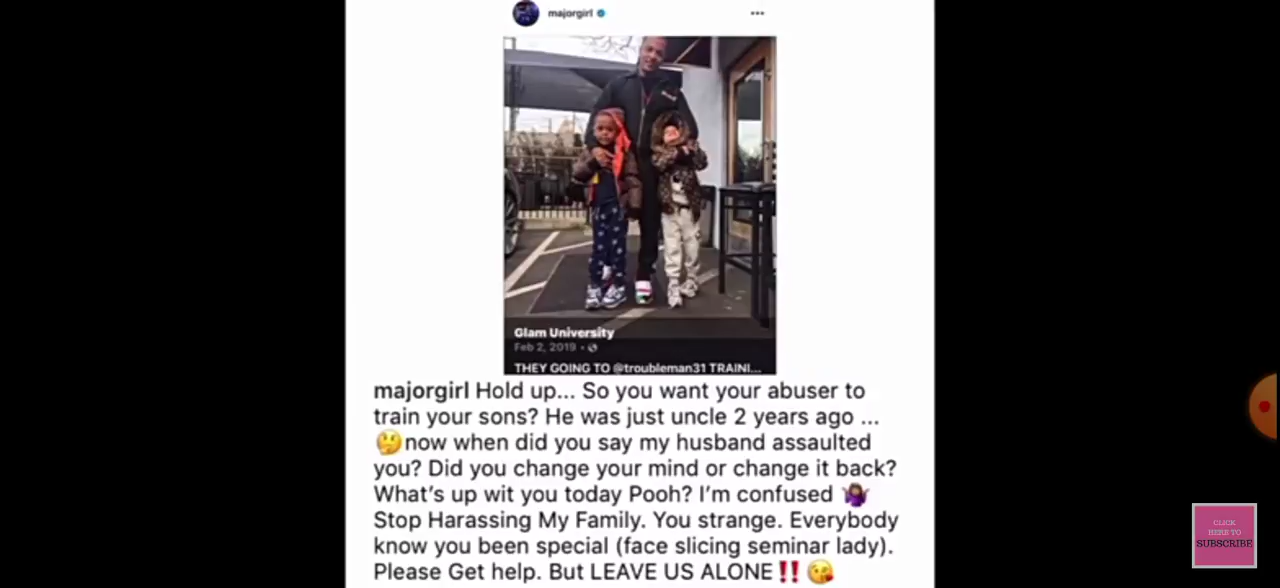 majorgirl
Glam University
Feb 2, 2019 •
THEY GOING TO @troubleman31 TRAINI...
majorgirl Hold up... So you want your abuser to
train your sons? He was just uncle 2 years ago ...
🤔now when did you say my husband assaulted
you? Did you change your mind or change it back?
What's up wit you today Pooh? I'm confused 🤷🏾‍♀️
Stop Harassing My Family. You strange. Everybody
know you been special (face slicing seminar lady).
Please Get help. But LEAVE US ALONE‼️ 😘
CLICK
HERE TO
SUBSCRIBE